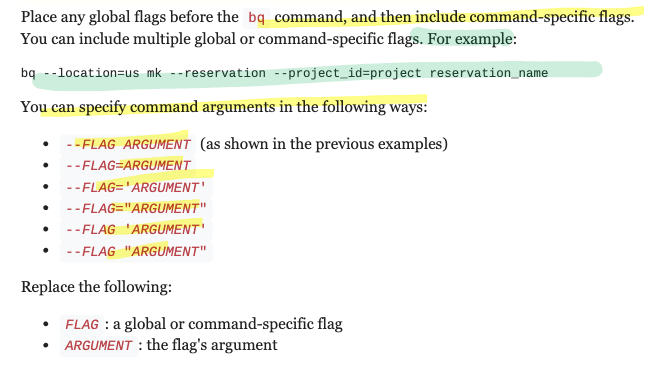 Place any global flags before the bq command, and then include command-specific flags.
You can include multiple global or command-specific flags. For example:
bq --location=us mk --reservation --project_id=project reservation_name
You can specify command arguments in the following ways:
• --FLAG ARGUMENT (as shown in the previous examples)
• --FLAG=ARGUMENT
• --FLAG='ARGUMENT'
• --FLAG="ARGUMENT"
• --FLAG 'ARGUMENT'
• --FLAG "ARGUMENT"
Replace the following:
• FLAG : a global or command-specific flag
• ARGUMENT : the flag's argument